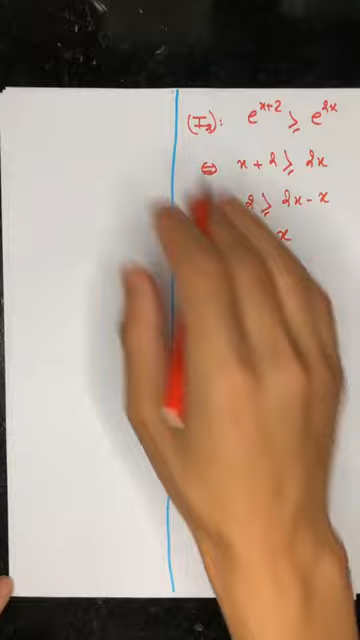 (I₂): e^{x+2} ⩾ e^{2x}
⇔ x + 2 ⩾ 2x
2 ⩾ 2x - x
x